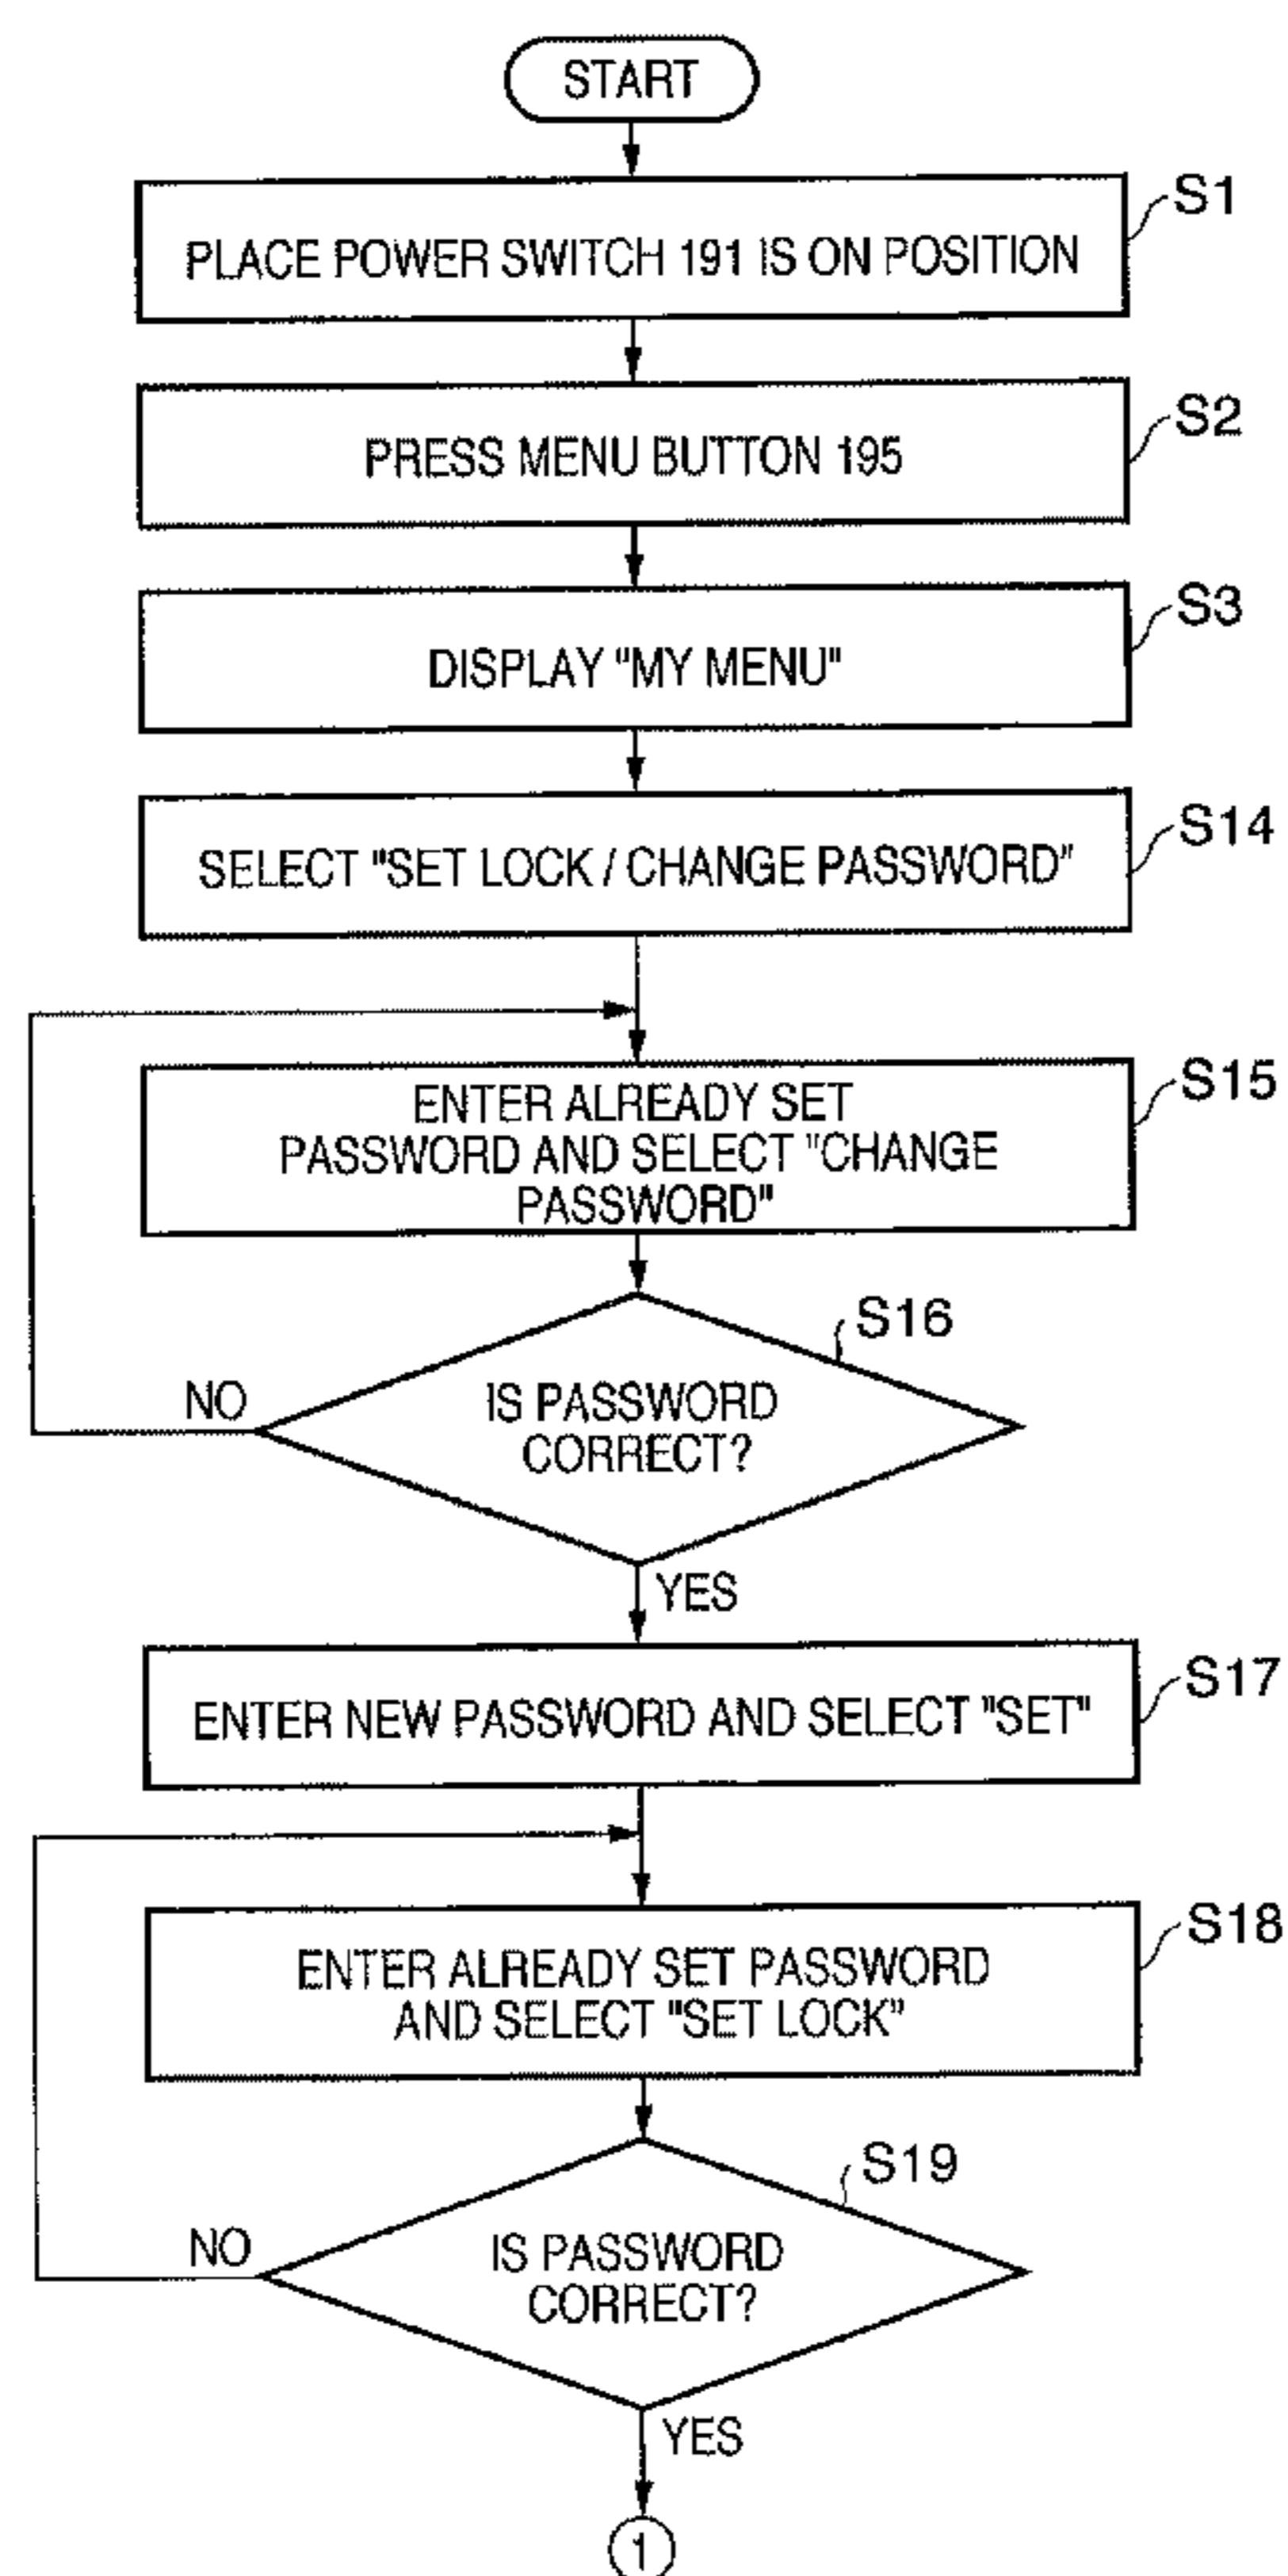 START
S1
PLACE POWER SWITCH 191 IS ON POSITION
S2
PRESS MENU BUTTON 195
S3
DISPLAY "MY MENU"
S14
SELECT "SET LOCK / CHANGE PASSWORD"
S15
ENTER ALREADY SET
PASSWORD AND SELECT "CHANGE
PASSWORD"
S16
IS PASSWORD
CORRECT?
NO
YES
S17
ENTER NEW PASSWORD AND SELECT "SET"
S18
ENTER ALREADY SET PASSWORD
AND SELECT "SET LOCK"
S19
IS PASSWORD
CORRECT?
NO
YES
1